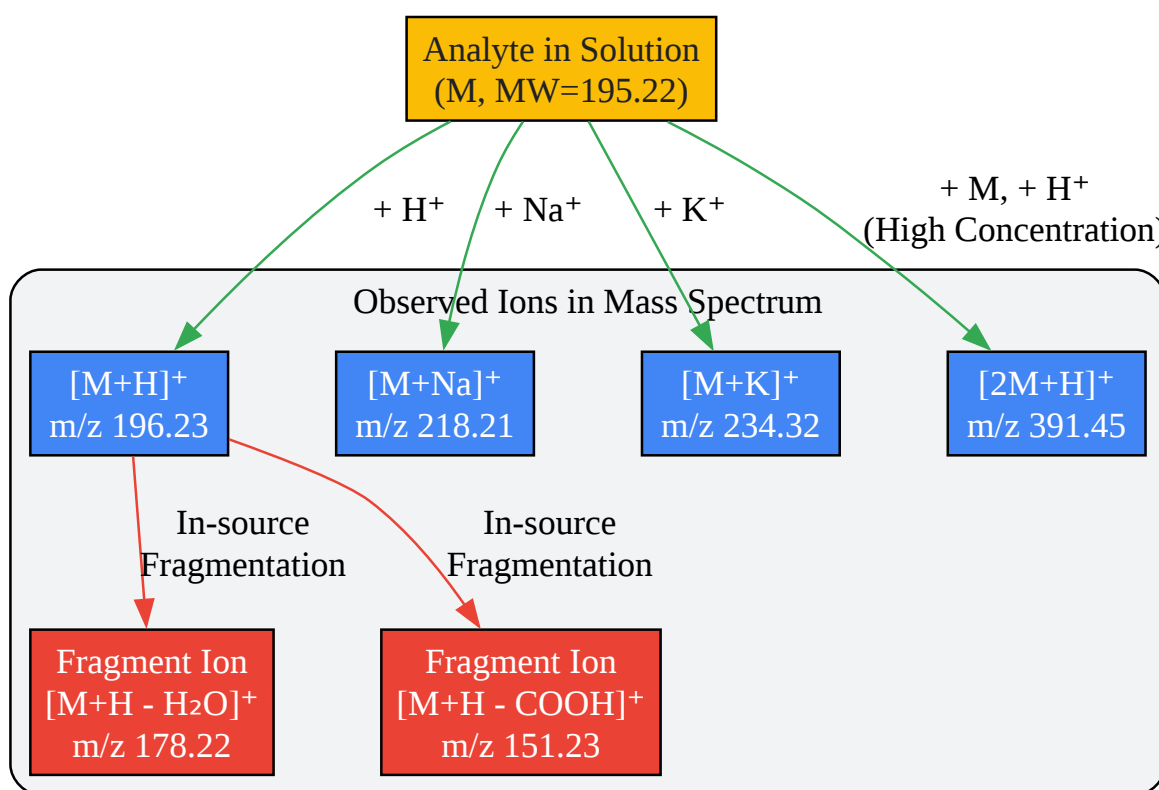 Analyte in Solution
(M, MW=195.22)
+ H⁺
+ Na⁺
+ K⁺
+ M, + H⁺
(High Concentration)
Observed Ions in Mass Spectrum
[M+H]⁺
m/z 196.23
[M+Na]⁺
m/z 218.21
[M+K]⁺
m/z 234.32
[2M+H]⁺
m/z 391.45
In-source
Fragmentation
In-source
Fragmentation
Fragment Ion
[M+H - H₂O]⁺
m/z 178.22
Fragment Ion
[M+H - COOH]⁺
m/z 151.23